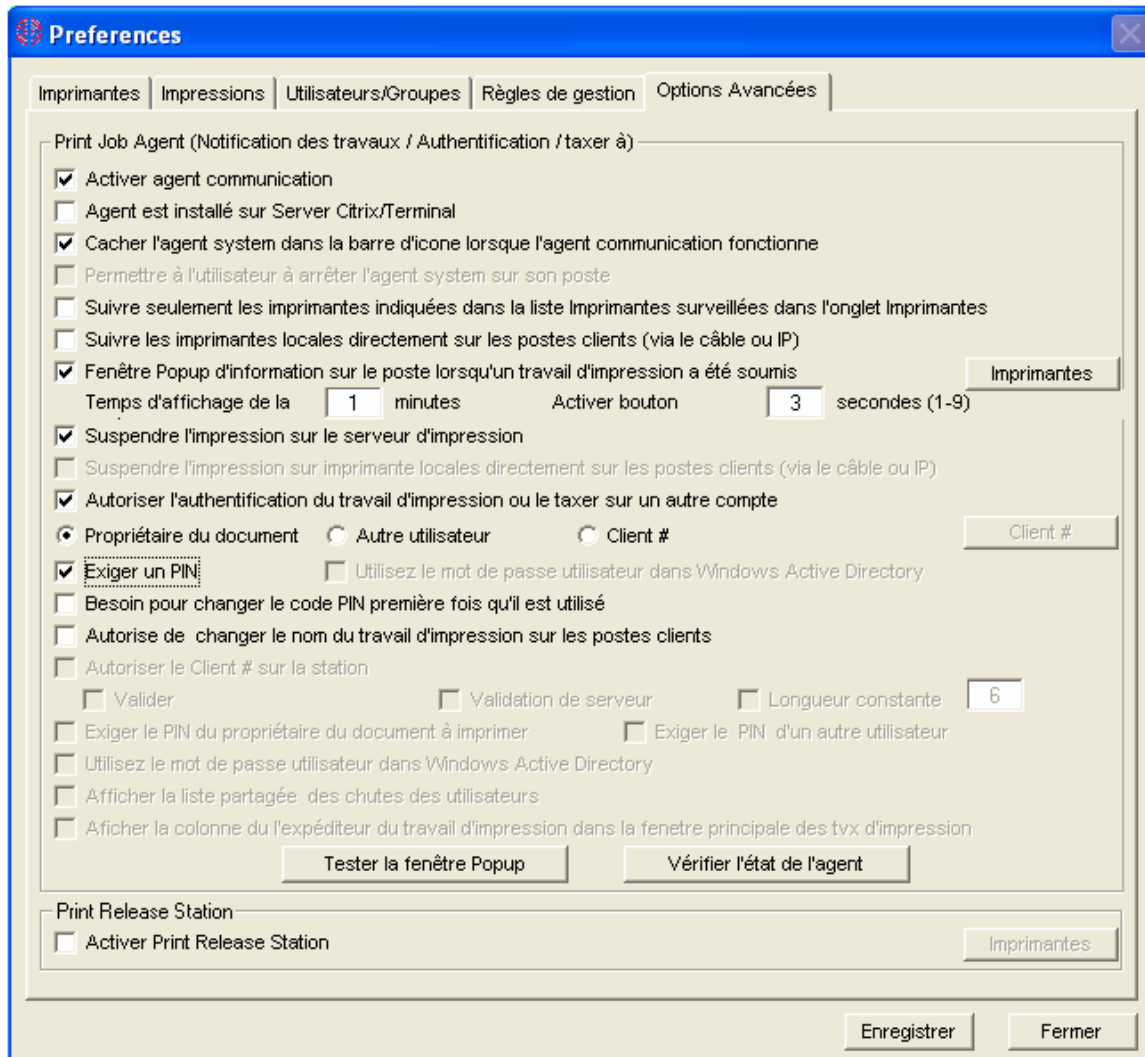 Preferences
Imprimantes Impressions Utilisateurs/Groupes Règles de gestion Options Avancées
Print Job Agent (Notification des travaux / Authentification / taxer à)
Activer agent communication
Agent est installé sur Server Citrix/Terminal
Cacher l'agent system dans la barre d'icone lorsque l'agent communication fonctionne
Permettre à l'utilisateur à arrêter l'agent system sur son poste
Suivre seulement les imprimantes indiquées dans la liste Imprimantes surveillées dans l'onglet Imprimantes
Suivre les imprimantes locales directement sur les postes clients (via le câble ou IP)
Fenêtre Popup d'information sur le poste lorsqu'un travail d'impression a été soumis Imprimantes
Temps d'affichage de la 1 minutes Activer bouton 3 secondes (1-9)
Suspendre l'impression sur le serveur d'impression
Suspendre l'impression sur imprimante locales directement sur les postes clients (via le câble ou IP)
Autoriser l'authentification du travail d'impression ou le taxer sur un autre compte
Propriétaire du document Autre utilisateur Client # Client #
Exiger un PIN Utilisez le mot de passe utilisateur dans Windows Active Directory
Besoin pour changer le code PIN première fois qu'il est utilisé
Autorise de changer le nom du travail d'impression sur les postes clients
Autoriser le Client # sur la station
Valider Validation de serveur Longueur constante 6
Exiger le PIN du propriétaire du document à imprimer Exiger le PIN d'un autre utilisateur
Utilisez le mot de passe utilisateur dans Windows Active Directory
Afficher la liste partagée des chutes des utilisateurs
Aficher la colonne du l'expéditeur du travail d'impression dans la fenetre principale des tvx d'impression
Tester la fenêtre Popup Vérifier l'état de l'agent
Print Release Station
Activer Print Release Station Imprimantes
Enregistrer Fermer